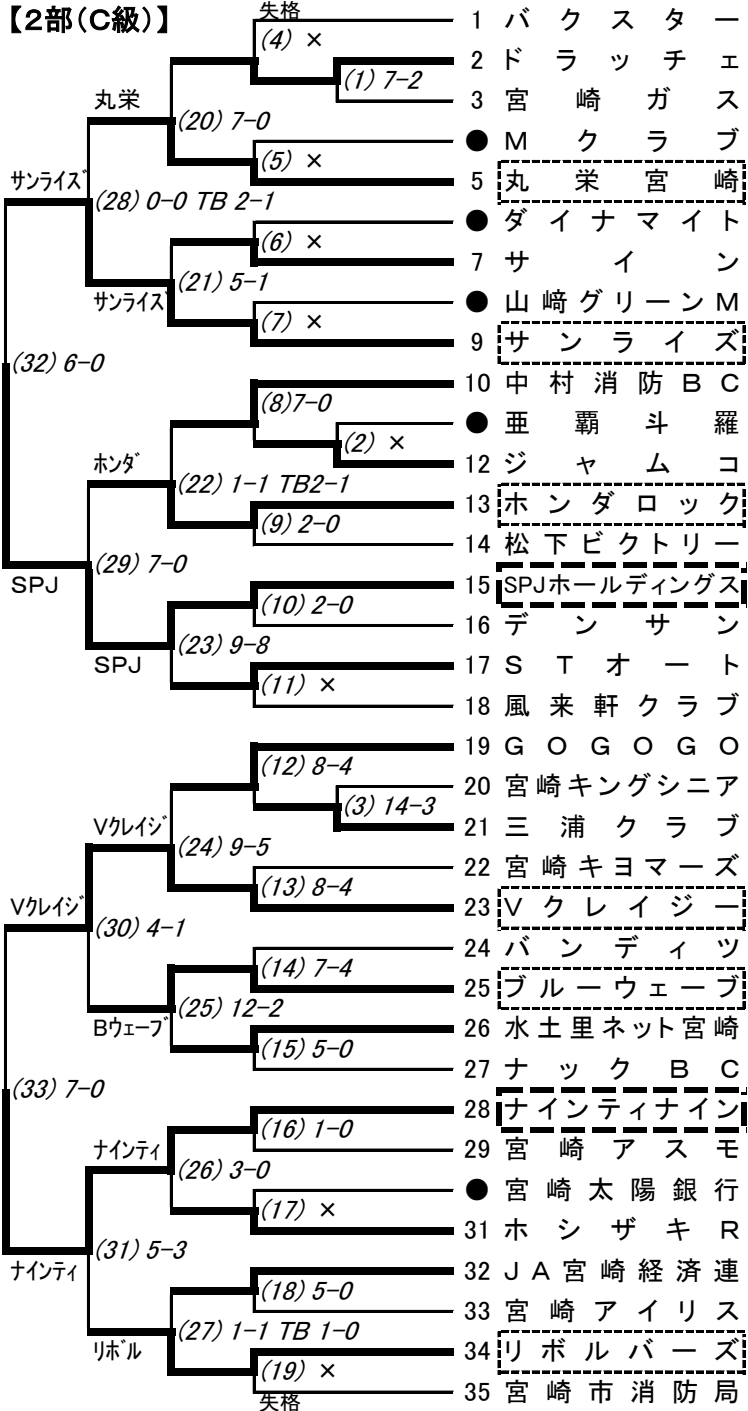 【2部(C級)】
失格
1 バクスター
(4) ×
2 ドラッチェ
(1) 7-2
丸栄
3 宮崎ガス
(20) 7-0
● Mクラブ
(5) ×
サンライズ
5 丸栄宮崎
(28) 0-0 TB 2-1
● ダイナマイト
(6) ×
7 サイン
(21) 5-1
サンライズ
● 山﨑グリーンM
(7) ×
9 サンライズ
(32) 6-0
10 中村消防BC
(8)7-0
● 亜覇斗羅
(2) ×
ホンダ
12 ジャムコ
(22) 1-1 TB2-1
13 ホンダロック
(9) 2-0
14 松下ビクトリー
(29) 7-0
SPJ
15 SPJホールディングス
(10) 2-0
16 デンサン
(23) 9-8
SPJ
17 STオート
(11) ×
18 風来軒クラブ
19 GOGOGO
(12) 8-4
20 宮崎キングシニア
(3) 14-3
Vクレイジ
21 三浦クラブ
(24) 9-5
22 宮崎キヨマーズ
(13) 8-4
Vクレイジ
23 Vクレイジー
(30) 4-1
24 バンディツ
(14) 7-4
25 ブルーウェーブ
(25) 12-2
Bウェーブ
26 水土里ネット宮崎
(15) 5-0
27 ナックBC
(33) 7-0
28 ナインティナイン
(16) 1-0
ナインティ
29 宮崎アスモ
(26) 3-0
● 宮崎太陽銀行
(17) ×
31 ホシザキR
(31) 5-3
ナインティ
32 JA宮崎経済連
(18) 5-0
33 宮崎アイリス
(27) 1-1 TB 1-0
リボル
34 リボルバーズ
(19) ×
35 宮崎市消防局
失格